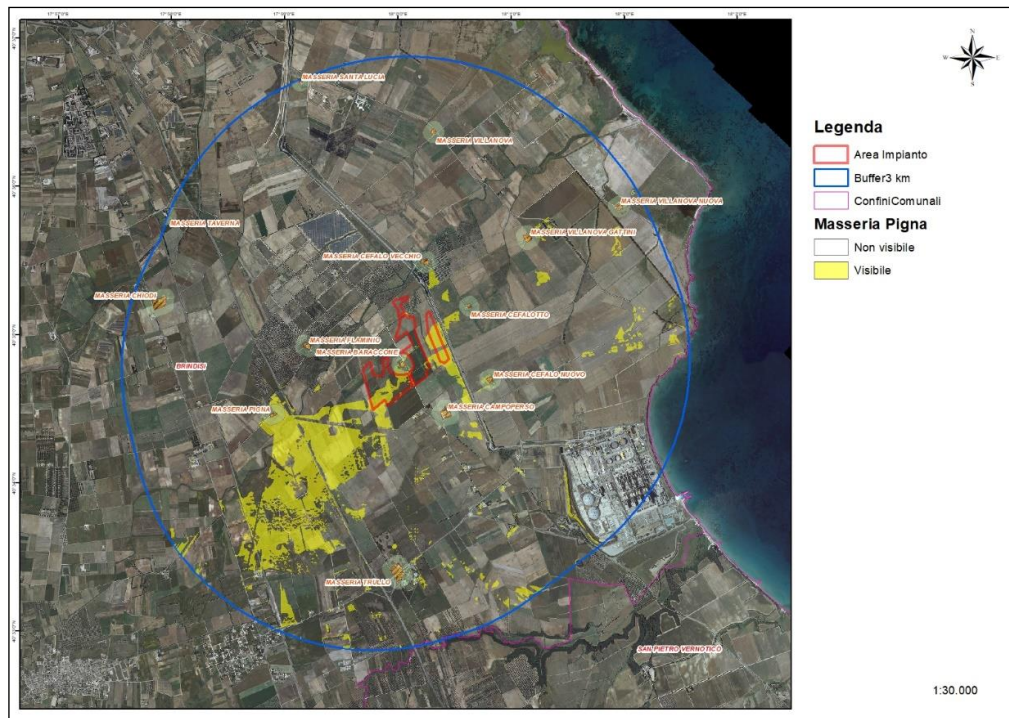 N
W
E
S
Legenda
Area Impianto
Buffer3 km
ConfiniComunali
Masseria Pigna
Non visibile
Visibile
1:30.000
MASSERIA SANTA LUCIA
MASSERIA VILLANOVA
MASSERIA VILLANOVA NUOVA
MASSERIA TAVERNA
MASSERIA VILLANOVA GATTINI
MASSERIA CEFALO VECCHIO
MASSERIA CHIODI
MASSERIA CEFALOTTO
MASSERIA FLAMINIO
MASSERIA BARACCONE
BRINDISI
MASSERIA CEFALO NUOVO
MASSERIA PIGNA
MASSERIA CAMPOPERSO
MASSERIA TRULLO
SAN PIETRO VERNOTICO